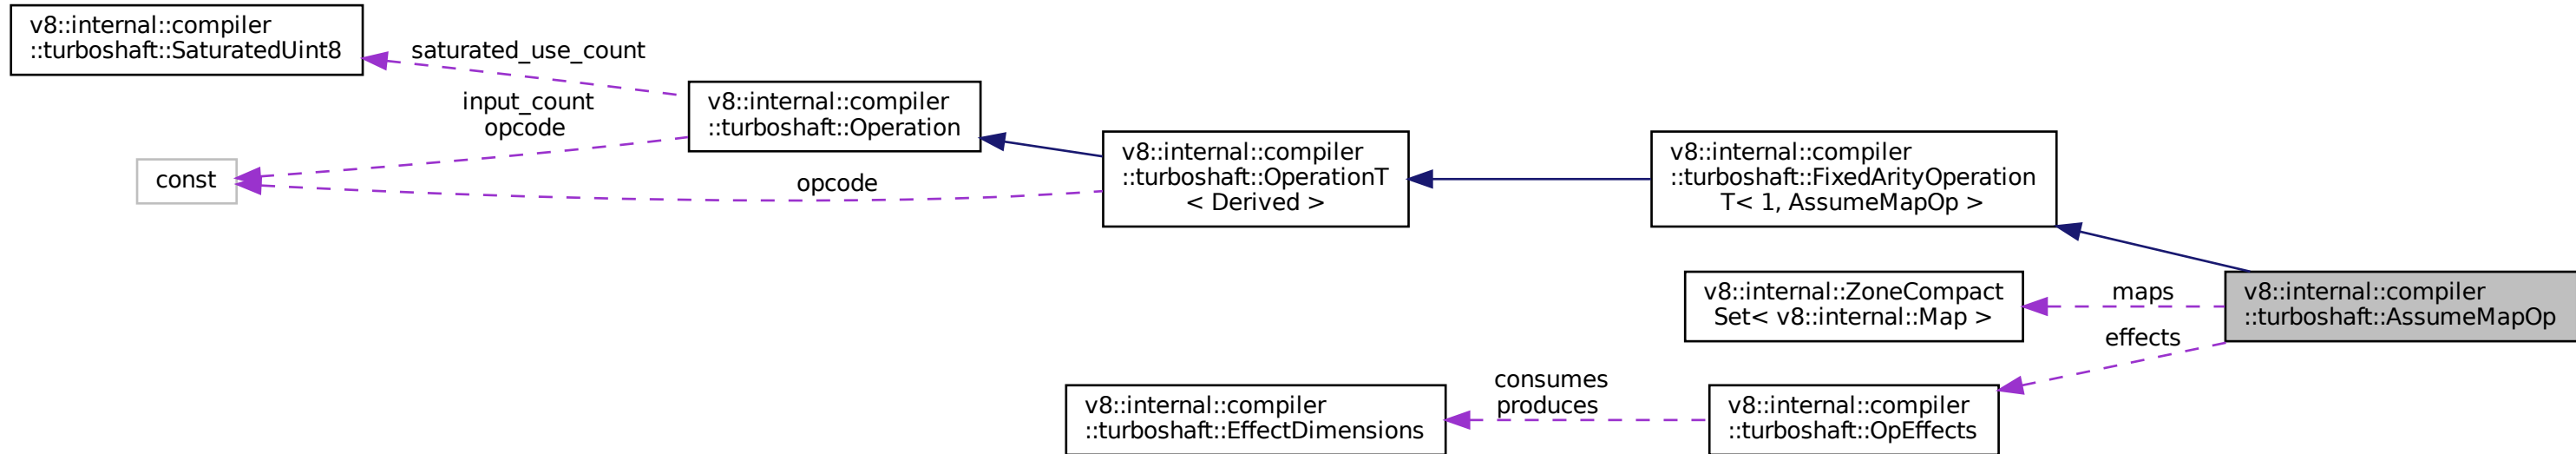 v8::internal::compiler
::turboshaft::SaturatedUint8
saturated_use_count
input_count
opcode
v8::internal::compiler
::turboshaft::Operation
const
opcode
v8::internal::compiler
::turboshaft::OperationT
< Derived >
v8::internal::compiler
::turboshaft::FixedArityOperation
T< 1, AssumeMapOp >
v8::internal::ZoneCompact
Set< v8::internal::Map >
maps
effects
v8::internal::compiler
::turboshaft::AssumeMapOp
v8::internal::compiler
::turboshaft::EffectDimensions
consumes
produces
v8::internal::compiler
::turboshaft::OpEffects